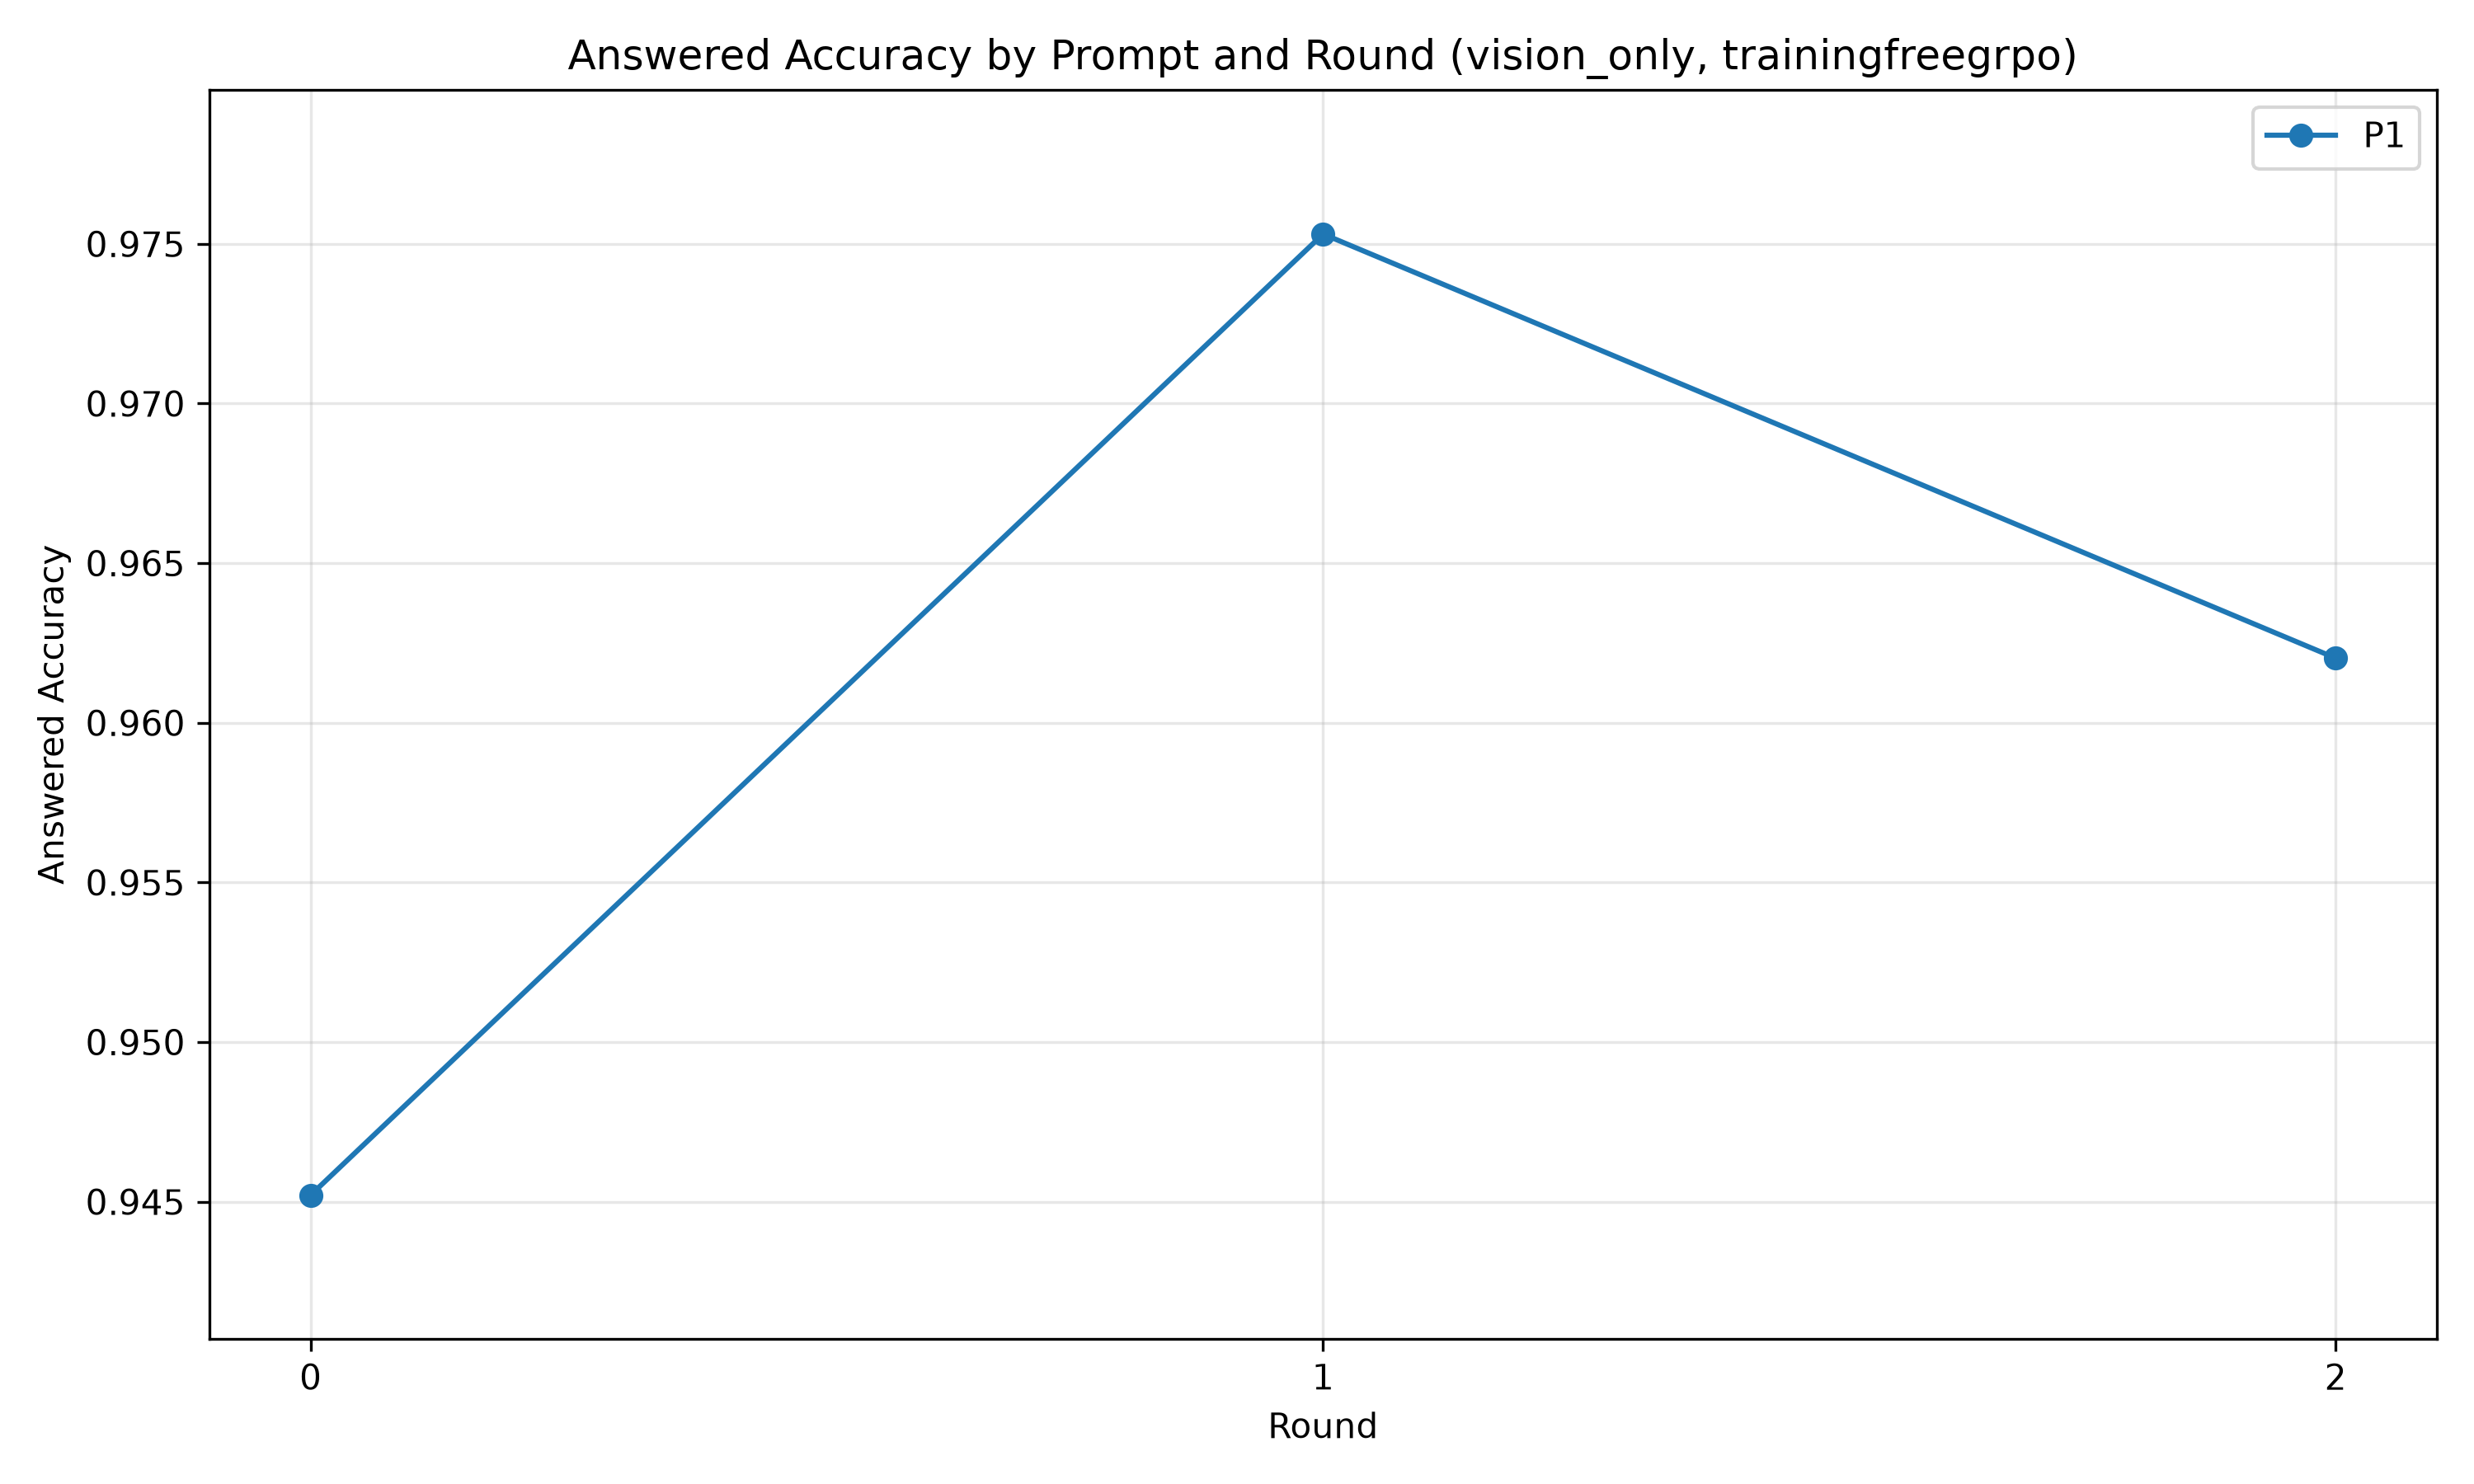 Answered Accuracy by Prompt and Round (vision_only, trainingfreegrpo)
P1
0.975
0.970
0.965
0.960
0.955
0.950
0.945
Answered Accuracy
0
1
2
Round